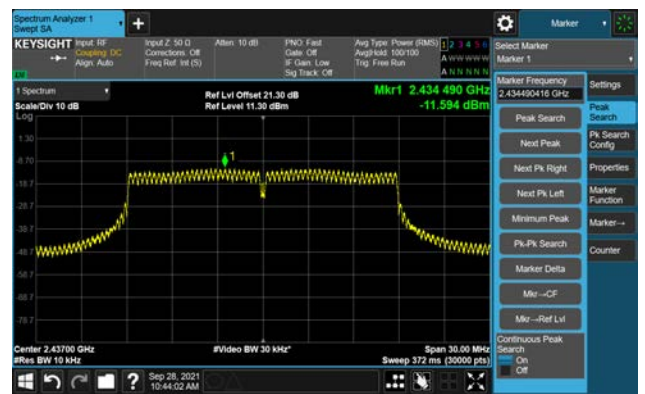 Spectrum Analyzer 1
Swept SA
Marker
KEYSIGHT
Input: RF
Coupling: DC
Align: Auto
Input Z: 50 Ω
Corrections: Off
Freq Ref: Int (S)
Atten: 10 dB
PNO: Fast
Gate: Off
IF Gain: Low
Sig Track: Off
Avg Type: Power (RMS)
Avg|Hold: 100/100
Trig: Free Run
1 2 3 4 5 6
A W W W W W
A N N N N N
Select Marker
Marker 1
1 Spectrum
Scale/Div 10 dB
Log
Ref Lvl Offset 21.30 dB
Ref Level 11.30 dBm
Mkr1 2.434 490 GHz
-11.594 dBm
1.30
-8.70
-18.7
-28.7
-38.7
-48.7
-58.7
-68.7
-78.7
1
Center 2.43700 GHz
#Res BW 10 kHz
#Video BW 30 kHz*
Span 30.00 MHz
Sweep 372 ms (30000 pts)
Marker Frequency
2.434490416 GHz
Peak Search
Next Peak
Next Pk Right
Next Pk Left
Minimum Peak
Pk-Pk Search
Marker Delta
Mkr→CF
Mkr→Ref Lvl
Continuous Peak
Search
On
Off
Settings
Peak
Search
Pk Search
Config
Properties
Marker
Function
Marker→
Counter
?
Sep 28, 2021
10:44:02 AM